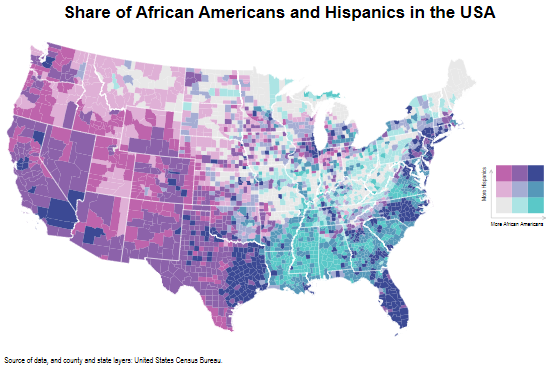 Share of African Americans and Hispanics in the USA
More Hispanics
More African Americans
Source of data, and county and state layers: United States Census Bureau.